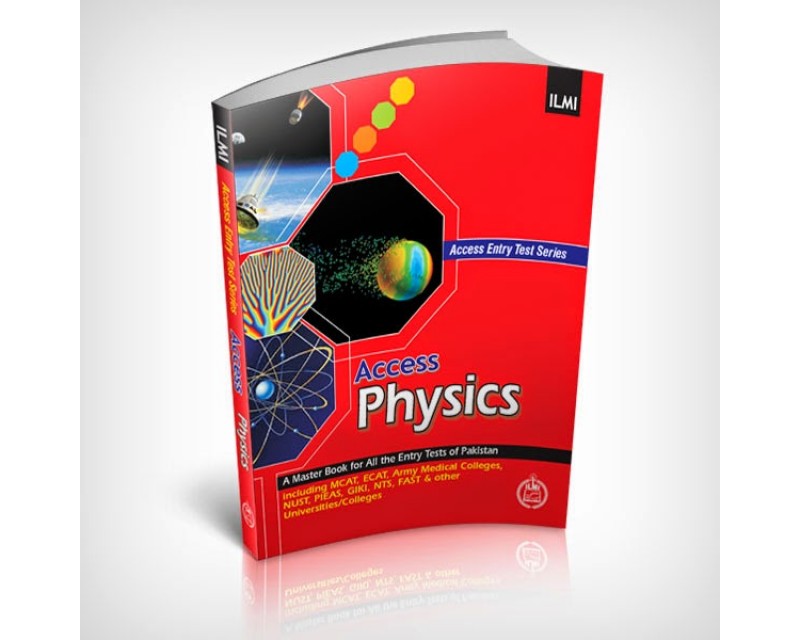 ILMI
Access Entry Test Series
Access
Physics
A Master Book for All the Entry Tests of Pakistan
including MCAT, ECAT, Army Medical Colleges,
NUST, PIEAS, GIKI, NTS, FAST & other
Universities/Colleges
ILMI
ILMI
Access Entry Test Series
Access
Physics